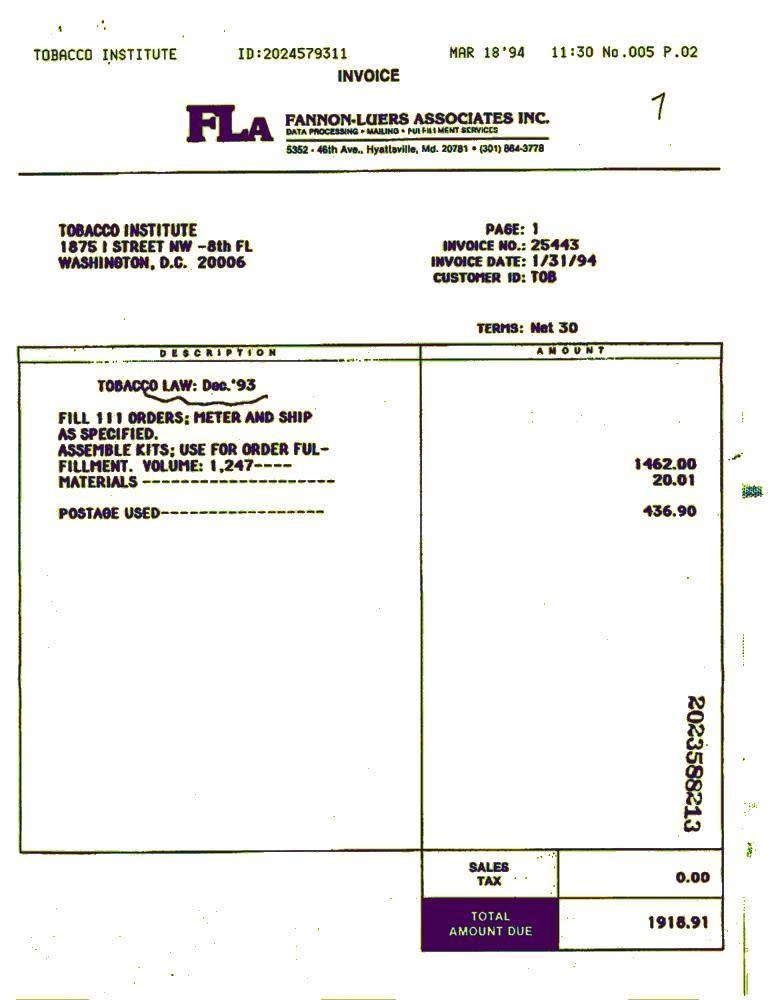 TOBACCO INSTITUTE ID:2024579311 MAR 18'94 11:30 No.005 P.02
INVOICE
7
FLA FANNON-LUERS ASSOCIATES INC.
DATA PROCESSING • MAILING • FULFILLMENT SERVICES
5352 - 46th Ave., Hyattsville, Md. 20781 • (301) 864-3778
TOBACCO INSTITUTE
1875 I STREET NW -8th FL
WASHINGTON, D.C. 20006
PAGE: 1
INVOICE NO.: 25443
INVOICE DATE: 1/31/94
CUSTOMER ID: TOB
TERMS: Net 30
DESCRIPTION AMOUNT
TOBACCO LAW: Dec.'93
FILL 111 ORDERS; METER AND SHIP
AS SPECIFIED.
ASSEMBLE KITS; USE FOR ORDER FUL-
FILLMENT. VOLUME: 1,247---- 1462.00
MATERIALS --------------------- 20.01
POSTAGE USED------------------ 436.90
2023588213
SALES
TAX 0.00
TOTAL
AMOUNT DUE 1918.91